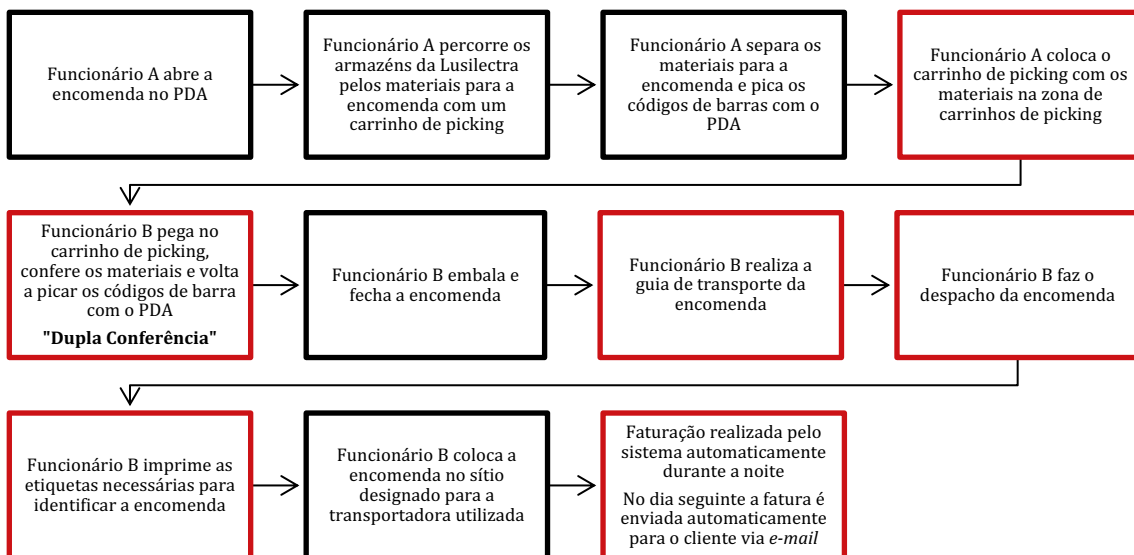 Funcionário A abre a
encomenda no PDA
Funcionário A percorre os
armazéns da Lusilectra
pelos materiais para a
encomenda com um
carrinho de picking
Funcionário A separa os
materiais para a
encomenda e pica os
códigos de barras com o
PDA
Funcionário A coloca o
carrinho de picking com os
materiais na zona de
carrinhos de picking
Funcionário B pega no
carrinho de picking,
confere os materiais e volta
a picar os códigos de barra
com o PDA
"Dupla Conferência"
Funcionário B embala e
fecha a encomenda
Funcionário B realiza a
guia de transporte da
encomenda
Funcionário B faz o
despacho da encomenda
Funcionário B imprime as
etiquetas necessárias para
identificar a encomenda
Funcionário B coloca a
encomenda no sítio
designado para a
transportadora utilizada
Faturação realizada pelo
sistema automaticamente
durante a noite
No dia seguinte a fatura é
enviada automaticamente
para o cliente via e-mail